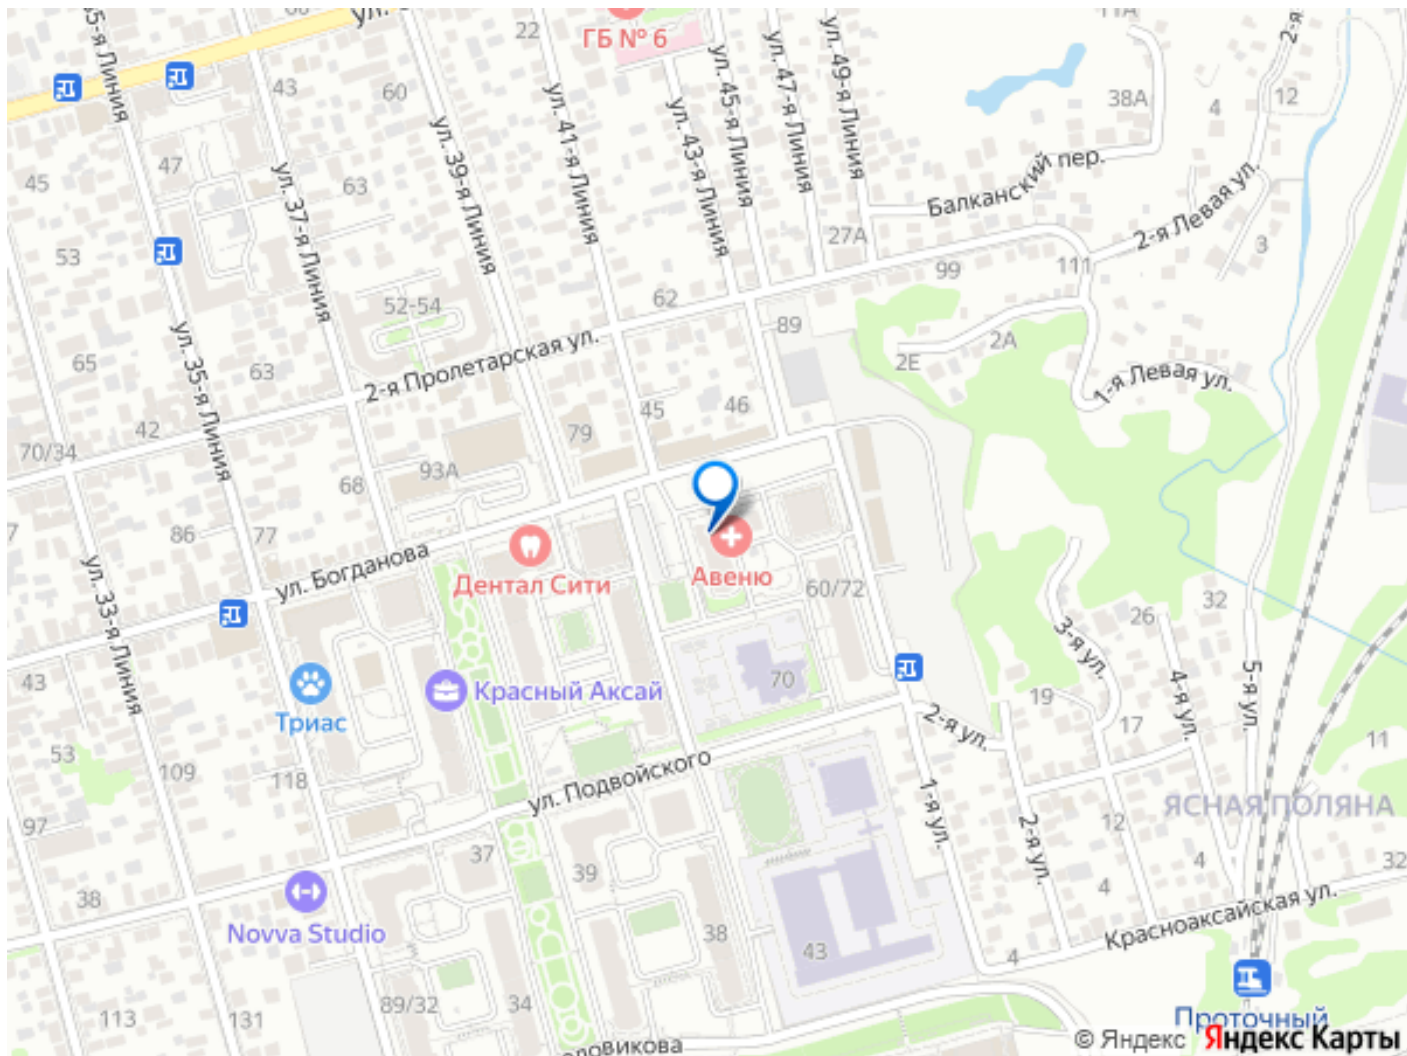 ГБ № 6
22
11А
2-я
43
60
38А
4
12
35-я Линия
ул. 37-я Линия
ул. 39-я Линия
ул. 41-я Линия
ул. 43-я Линия
ул. 45-я Линия
ул. 47-я Линия
ул. 49-я Линия
47
45
63
Балканский пер.
2-я Левая ул.
27А
3
53
99
111
52-54
62
89
2А
2Е
65
63
ул. 35-я Линия
2-я Пролетарская ул.
1-я Левая ул.
45
46
42
79
70/34
93А
68
86
77
ул. Богданова
Дентал Сити
Авеню
60/72
ул. 33-я Линия
26
32
3-я ул.
4-я ул.
5-я ул.
43
70
19
17
Красный Аксай
Триас
2-я ул.
11
53
109
118
ул. Подвойского
1-я ул.
2-я ул.
ЯСНАЯ ПОЛЯНА
97
12
37
39
4
4
32
38
Novva Studio
38
43
Красноаксайская ул.
4
89/32
34
113
131
Проточный
© Яндекс Яндекс Карты